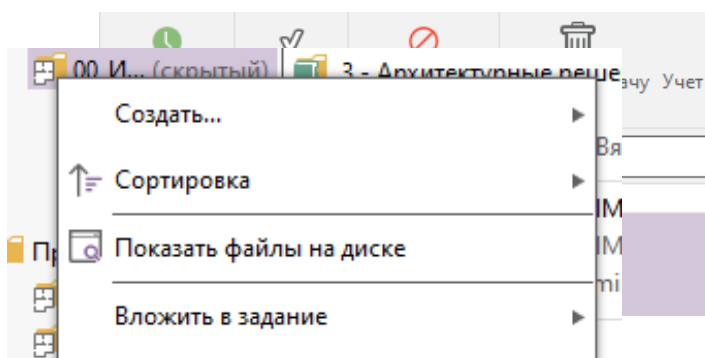 00_И... (скрытый)
3 - Архитектурные реше
ачу Учет
Создать...
Вя
Сортировка
IM
Пр
Показать файлы на диске
IM
mi
Вложить в задание